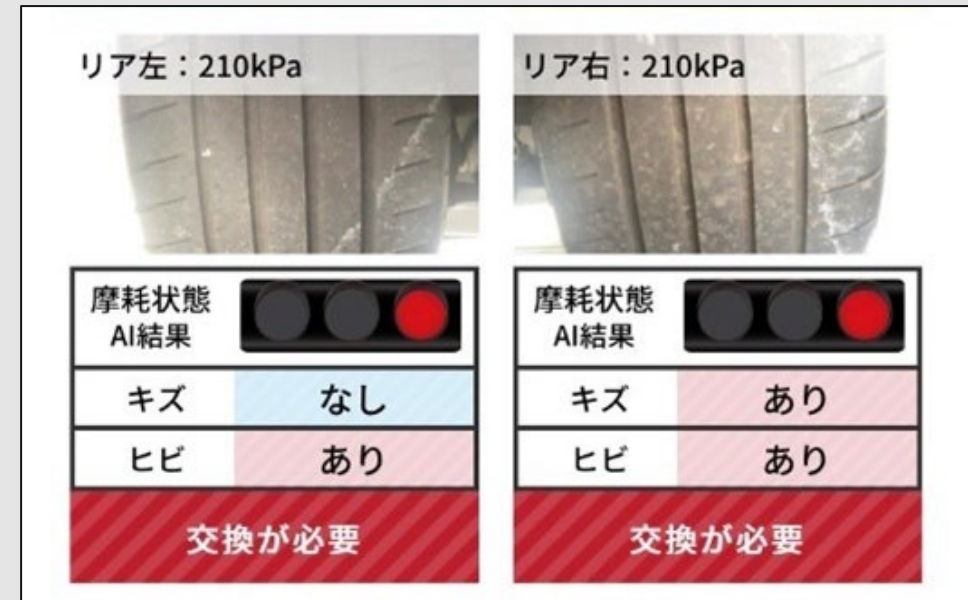 リア左：210kPa
リア右：210kPa
摩耗状態
AI結果
キズ
なし
ヒビ
あり
交換が必要
摩耗状態
AI結果
キズ
あり
ヒビ
あり
交換が必要